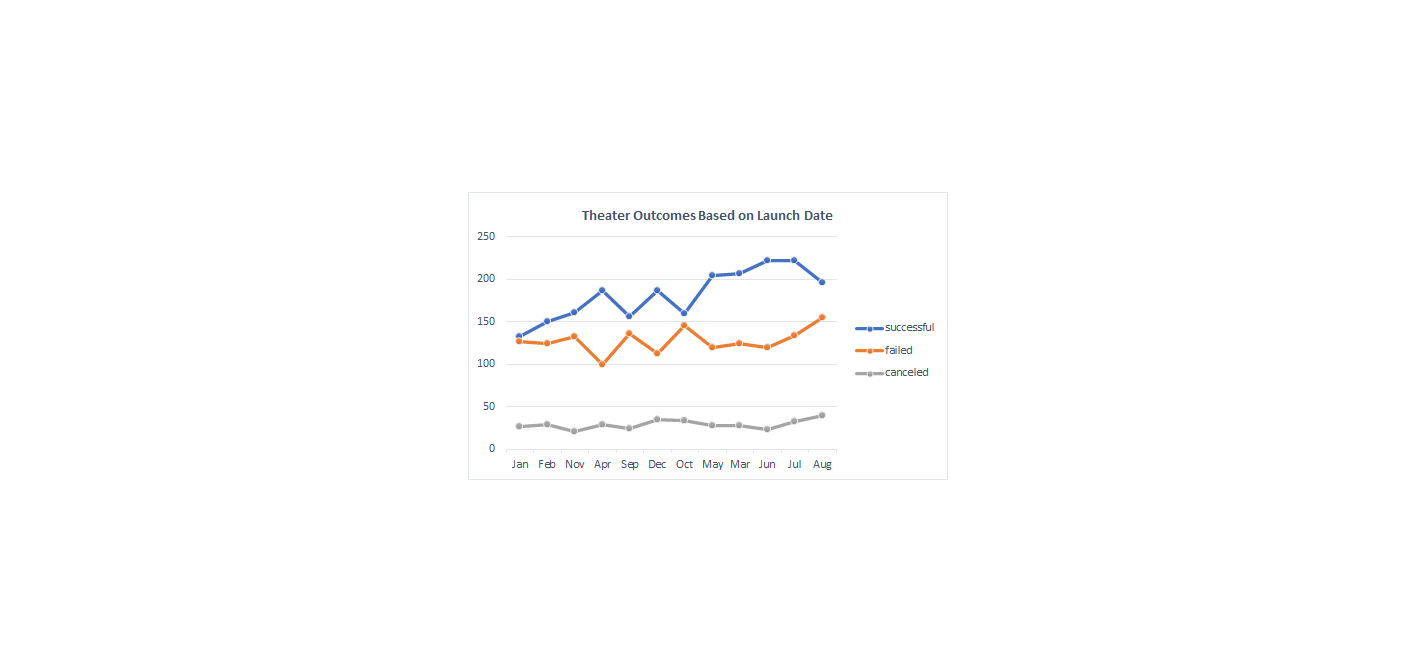 Theater Outcomes Based on Launch Date
250
200
150
100
50
0
Jan Feb Nov Apr Sep Dec Oct May Mar Jun Jul Aug
successful
failed
canceled